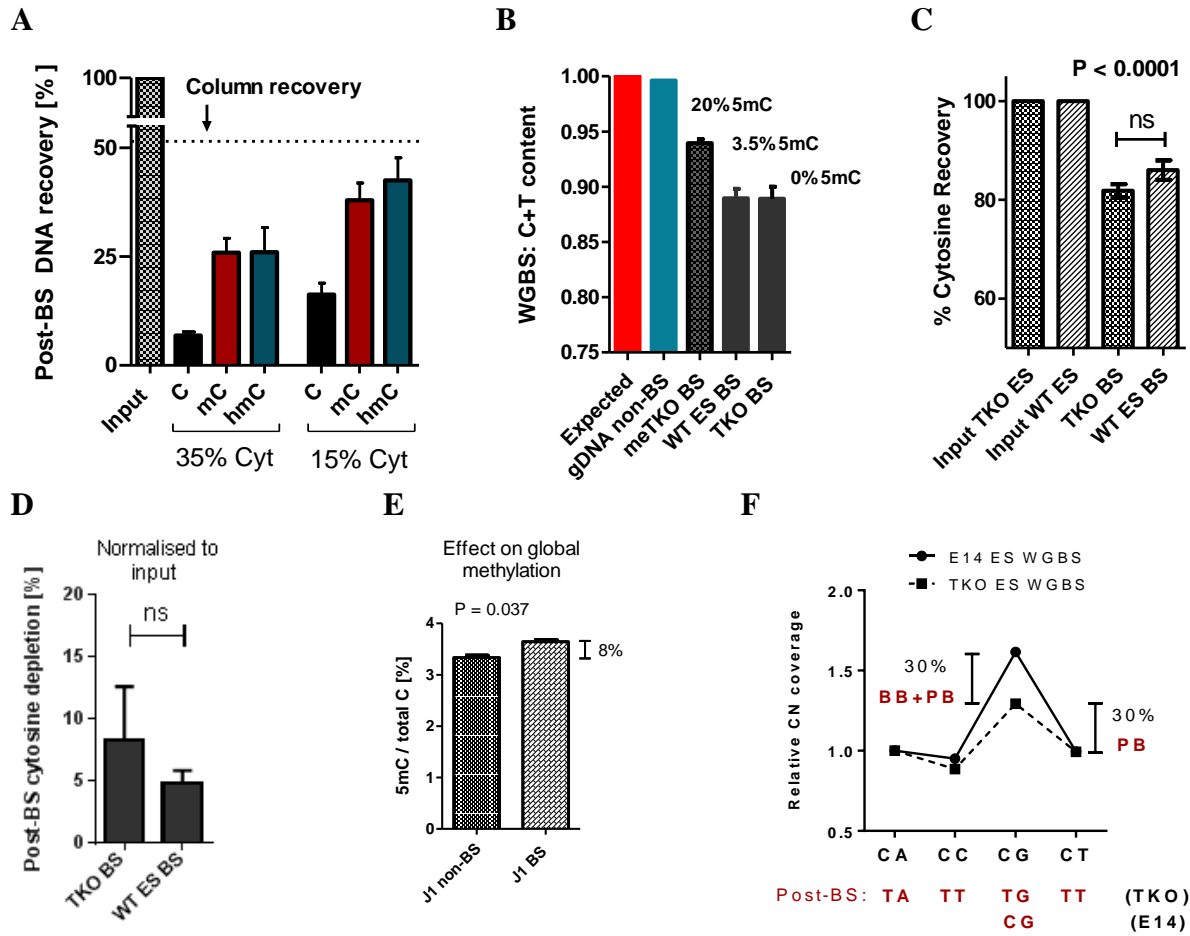 A
Post-BS DNA recovery [%]
100
50
25
0
Column recovery
Input
C
mC
hmC
C
mC
hmC
35% Cyt
15% Cyt
B
WGBS: C+T content
1.00
0.95
0.90
0.85
0.80
0.75
20%5mC
3.5%5mC
0%5mC
Expected
gDNA non-BS
meTKO BS
WT ES BS
TKO BS
C
% Cytosine Recovery
100
80
60
P < 0.0001
ns
Input TKO ES
Input WT ES
TKO BS
WT ES BS
D
Normalised to
input
Post-BS cytosine depletion [%]
20
15
10
5
0
ns
TKO BS
WT ES BS
E
Effect on global
methylation
P = 0.037
5mC / total C [%]
4
3
2
1
0
8%
J1 non-BS
J1 BS
F
E14 ES WGBS
TKO ES WGBS
Relative CN coverage
2.0
1.5
1.0
0.5
30%
BB+PB
30%
PB
CA CC CG CT
Post-BS: TA TT TG TT (TKO)
CG (E14)